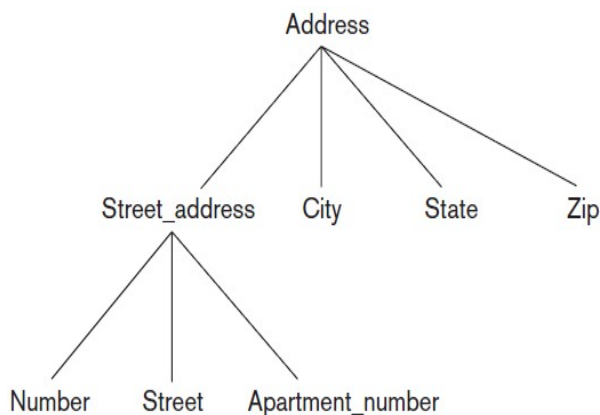 Address
Street_address City State Zip
Number Street Apartment_number